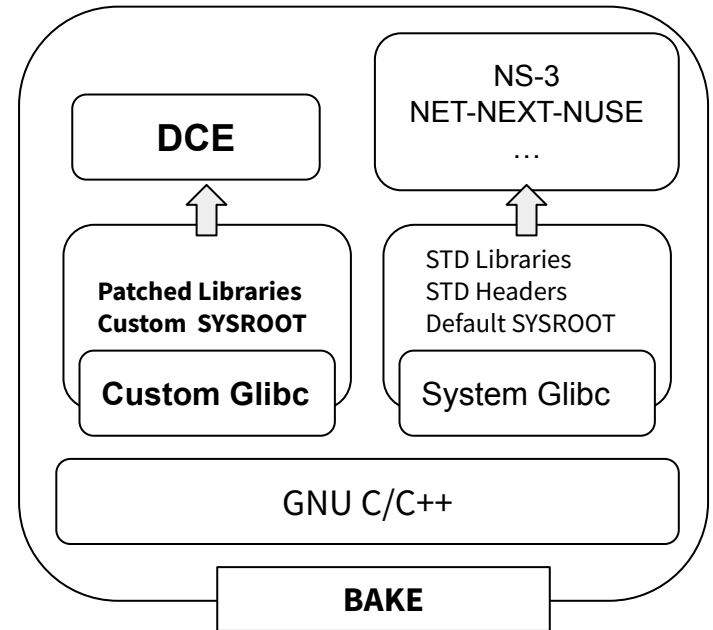 DCE
NS-3
NET-NEXT-NUSE
…
Patched Libraries
Custom SYSROOT
Custom Glibc
STD Libraries
STD Headers
Default SYSROOT
System Glibc
GNU C/C++
BAKE